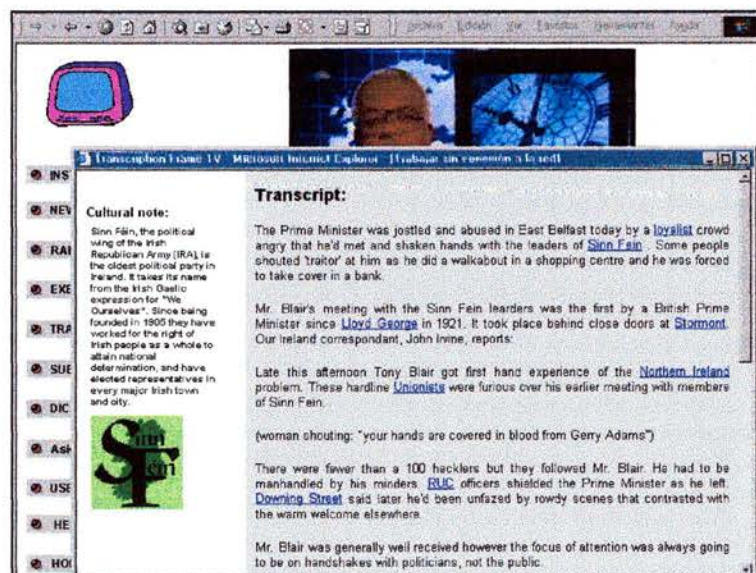 Archivo Edición Ver Favoritos Herramientas Ayuda
Transcription Frame TV - Microsoft Internet Explorer - [Trabajar sin conexión a la red]
INS
NEV
RAI
EXE
TRA
SUE
DIC
Ask
USE
HE
HOI
Cultural note:
Sinn Féin, the political
wing of the Irish
Republican Army (IRA), is
the oldest political party in
Ireland. It takes its name
from the Irish Gaelic
expression for "We
Ourselves". Since being
founded in 1905 they have
worked for the right of
Irish people as a whole to
attain national
determination, and have
elected representatives in
every major Irish town
and city.
Sinn
Fein
Transcript:
The Prime Minister was jostled and abused in East Belfast today by a loyalist crowd
angry that he'd met and shaken hands with the leaders of Sinn Fein . Some people
shouted 'traitor' at him as he did a walkabout in a shopping centre and he was forced
to take cover in a bank.
Mr. Blair's meeting with the Sinn Fein learders was the first by a British Prime
Minister since Lloyd George in 1921. It took place behind close doors at Stormont.
Our Ireland correspondent, John Irvine, reports:
Late this afternoon Tony Blair got first hand experience of the Northern Ireland
problem. These hardline Unionists were furious over his earlier meeting with members
of Sinn Fein.
(woman shouting: "your hands are covered in blood from Gerry Adams")
There were fewer than a 100 hecklers but they followed Mr. Blair. He had to be
manhandled by his minders. RUC officers shielded the Prime Minister as he left.
Downing Street said later he'd been unfazed by rowdy scenes that contrasted with
the warm welcome elsewhere.
Mr. Blair was generally well received however the focus of attention was always going
to be on handshakes with politicians, not the public.